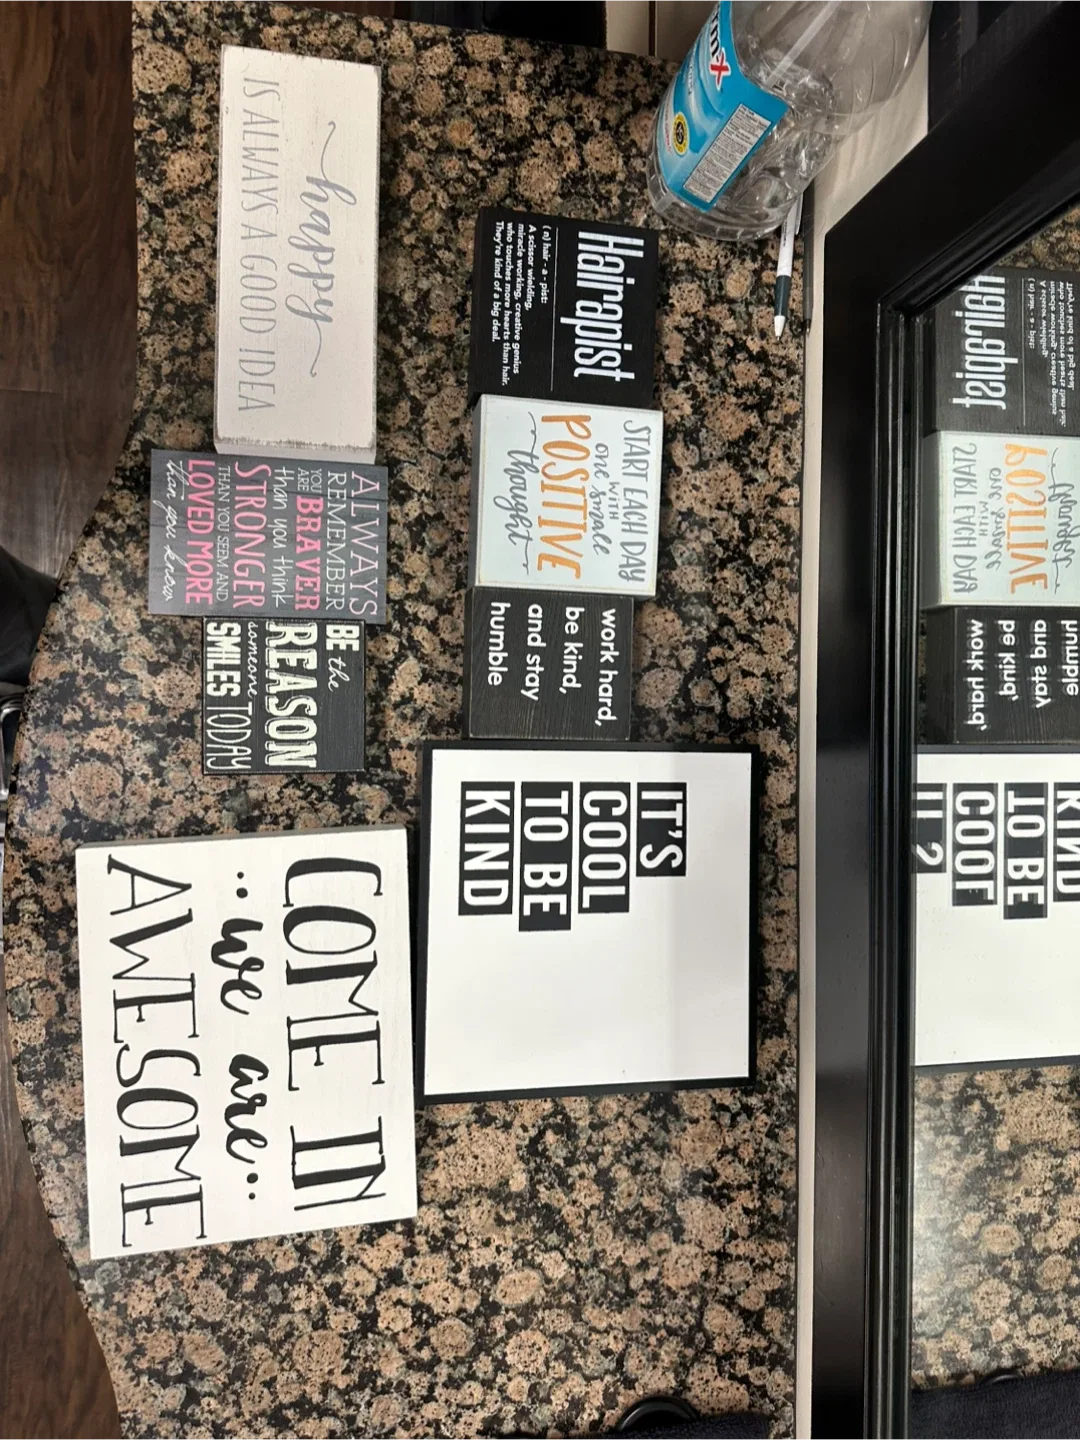 Hairapist
(n) hair - a - pist:
A scissor wielding,
miracle working, creative genius
who touches more hearts than hair.
They're kind of a big deal.
START EACH DAY
WITH
one small
POSITIVE
thought
work hard,
be kind,
and stay
humble
IT'S
COOL
TO BE
KIND
happy
IS ALWAYS A GOOD IDEA
ALWAYS
REMEMBER
YOU ARE BRAVER
than you think
STRONGER
THAN YOU SEEM AND
LOVED MORE
than you know
BE the
REASON
someone
SMILES TODAY
COME IN
..we are..
AWESOME